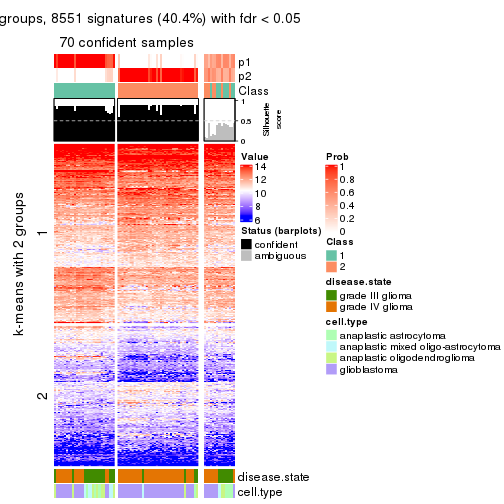 groups, 8551 signatures (40.4%) with fdr < 0.05
70 confident samples
p1
p2
Class
1
0.5
0
Silhouette
score
k-means with 2 groups
1
2
Value
14
12
10
8
6
Status (barplots)
confident
ambiguous
Prob
1
0.8
0.6
0.4
0.2
0
Class
1
2
disease.state
grade III glioma
grade IV glioma
cell.type
anaplastic astrocytoma
anaplastic mixed oligo-astrocytoma
anaplastic oligodendroglioma
glioblastoma
disease.state
cell.type